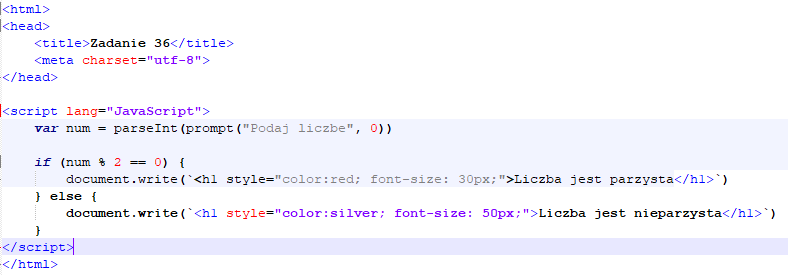 <html>
<head>
    <title>Zadanie 36</title>
    <meta charset="utf-8">
</head>

<script lang="JavaScript">
    var num = parseInt(prompt("Podaj liczbe", 0))

    if (num % 2 == 0) {
        document.write(`<h1 style="color:red; font-size: 30px;">Liczba jest parzysta</h1>`)
    } else {
        document.write(`<h1 style="color:silver; font-size: 50px;">Liczba jest nieparzysta</h1>`)
    }
</script>
</html>